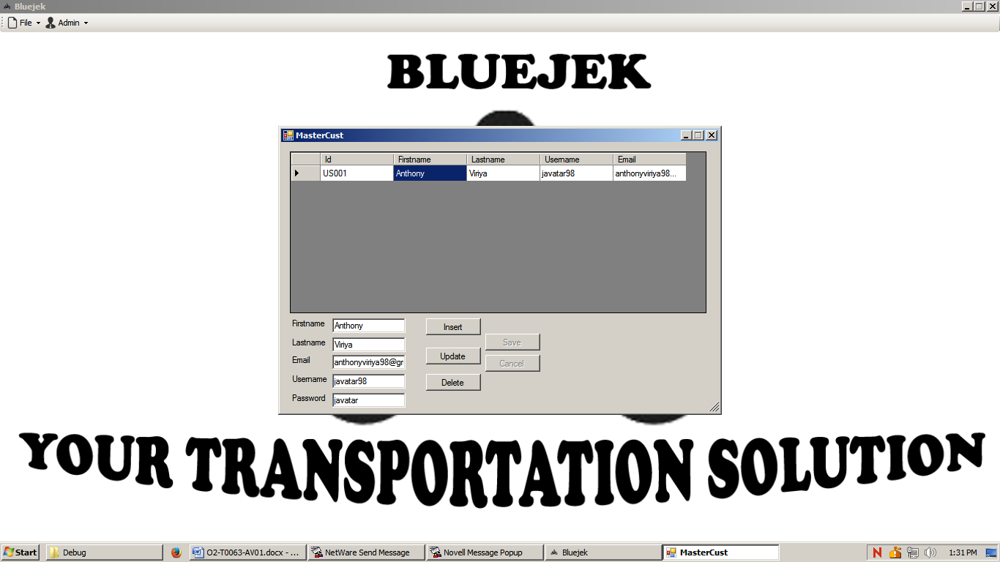 Bluejek
File Admin
BLUEJEK
MasterCust
Id Firstname Lastname Username Email
US001 Anthony Viriya javatar98 anthonyviriya98...
Firstname Anthony Insert
Save
Lastname Viriya
Update
Email anthonyviriya98@gr
Cancel
Username javatar98 Delete
Password javatar
YOUR TRANSPORTATION SOLUTION
Start Debug O2-T0063-AV01.docx - ... NetWare Send Message Novell Message Popup Bluejek MasterCust N 1:31 PM